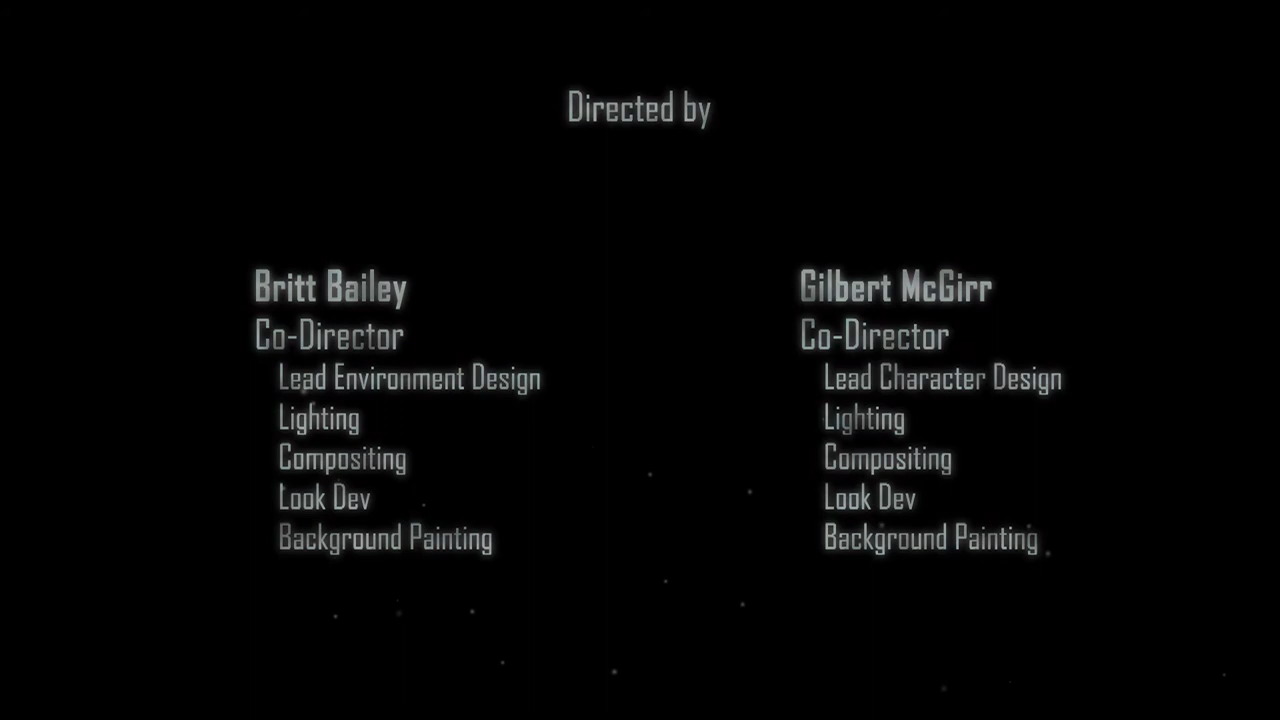 Directed by
Britt Bailey
Co-Director
Lead Environment Design
Lighting
Compositing
Look Dev
Background Painting
Gilbert McGirr
Co-Director
Lead Character Design
Lighting
Compositing
Look Dev
Background Painting